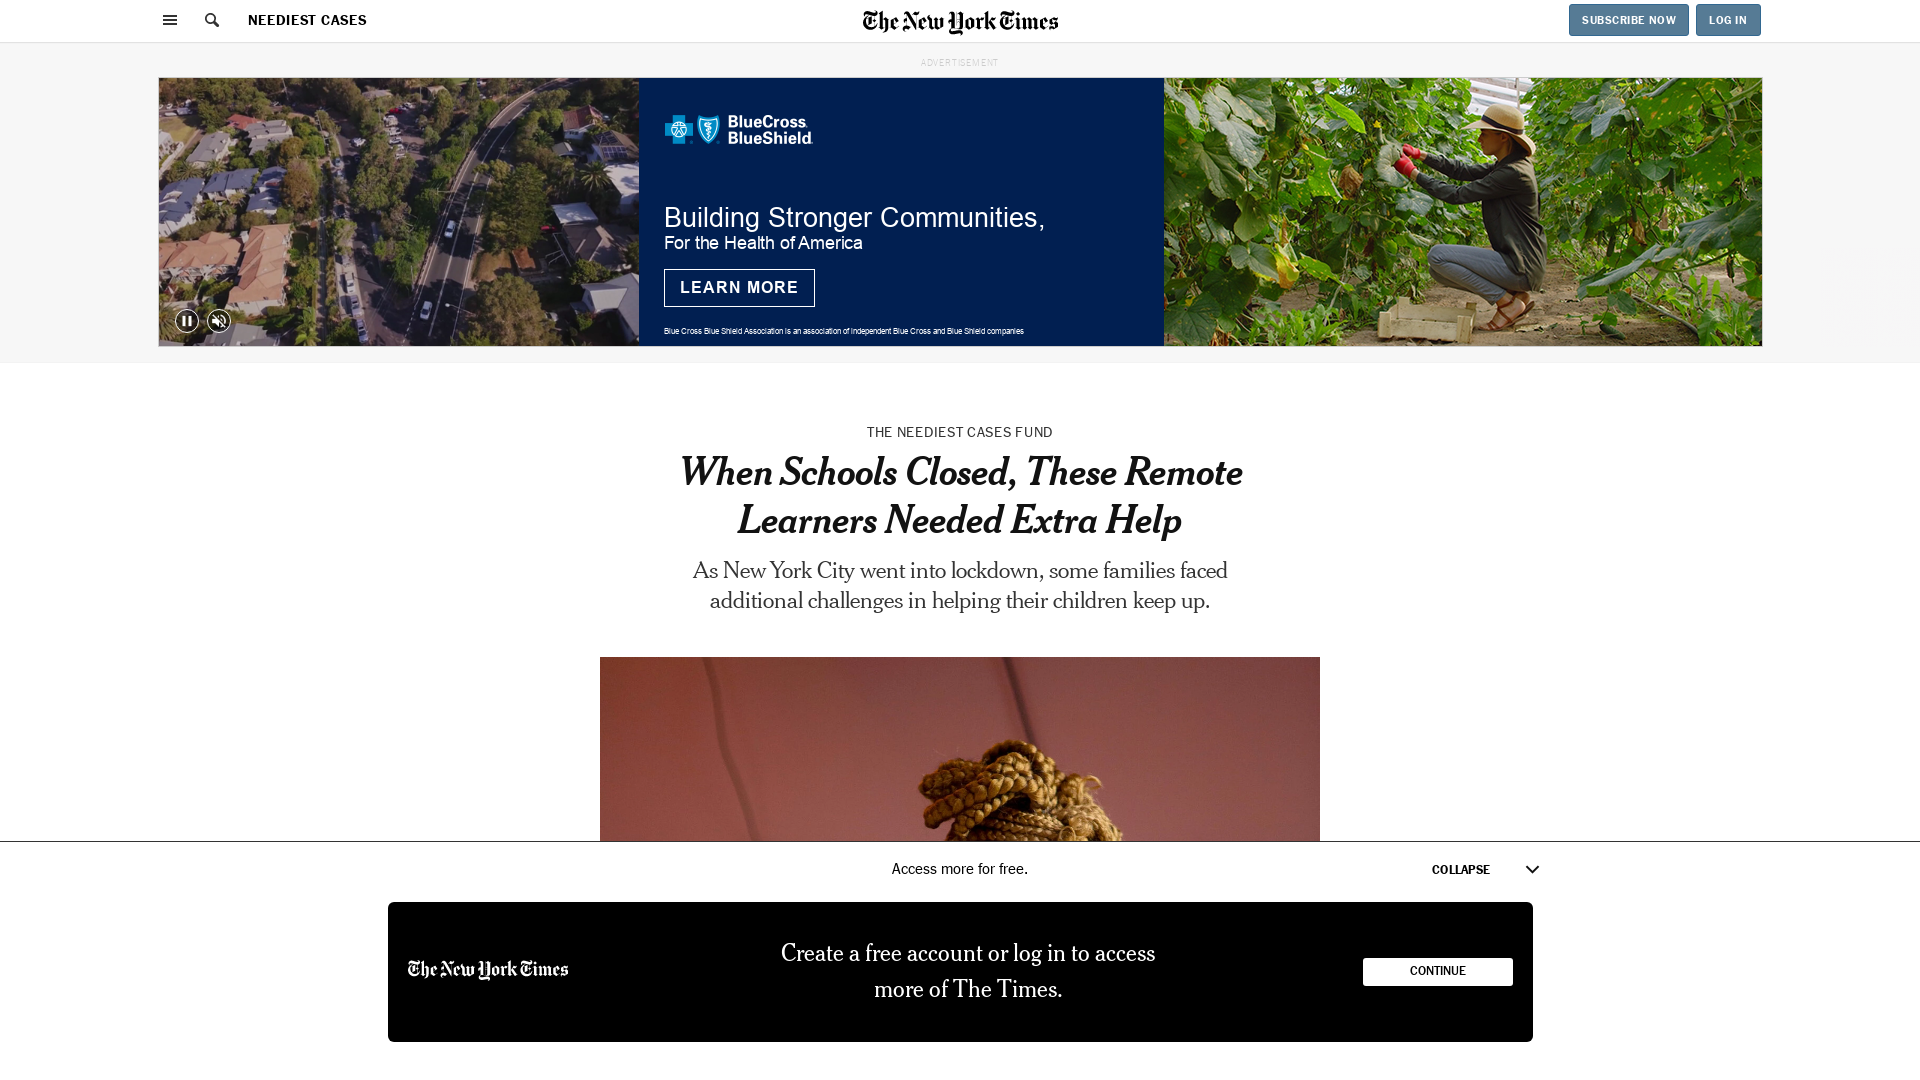 NEEDIEST CASES
The New York Times
SUBSCRIBE NOW
LOG IN
ADVERTISEMENT
BlueCross
BlueShield
Building Stronger Communities,
For the Health of America
LEARN MORE
Blue Cross Blue Shield Association is an association of independent Blue Cross and Blue Shield companies
THE NEEDIEST CASES FUND
When Schools Closed, These Remote
Learners Needed Extra Help
As New York City went into lockdown, some families faced
additional challenges in helping their children keep up.
Access more for free.
COLLAPSE
The New York Times
Create a free account or log in to access
more of The Times.
CONTINUE